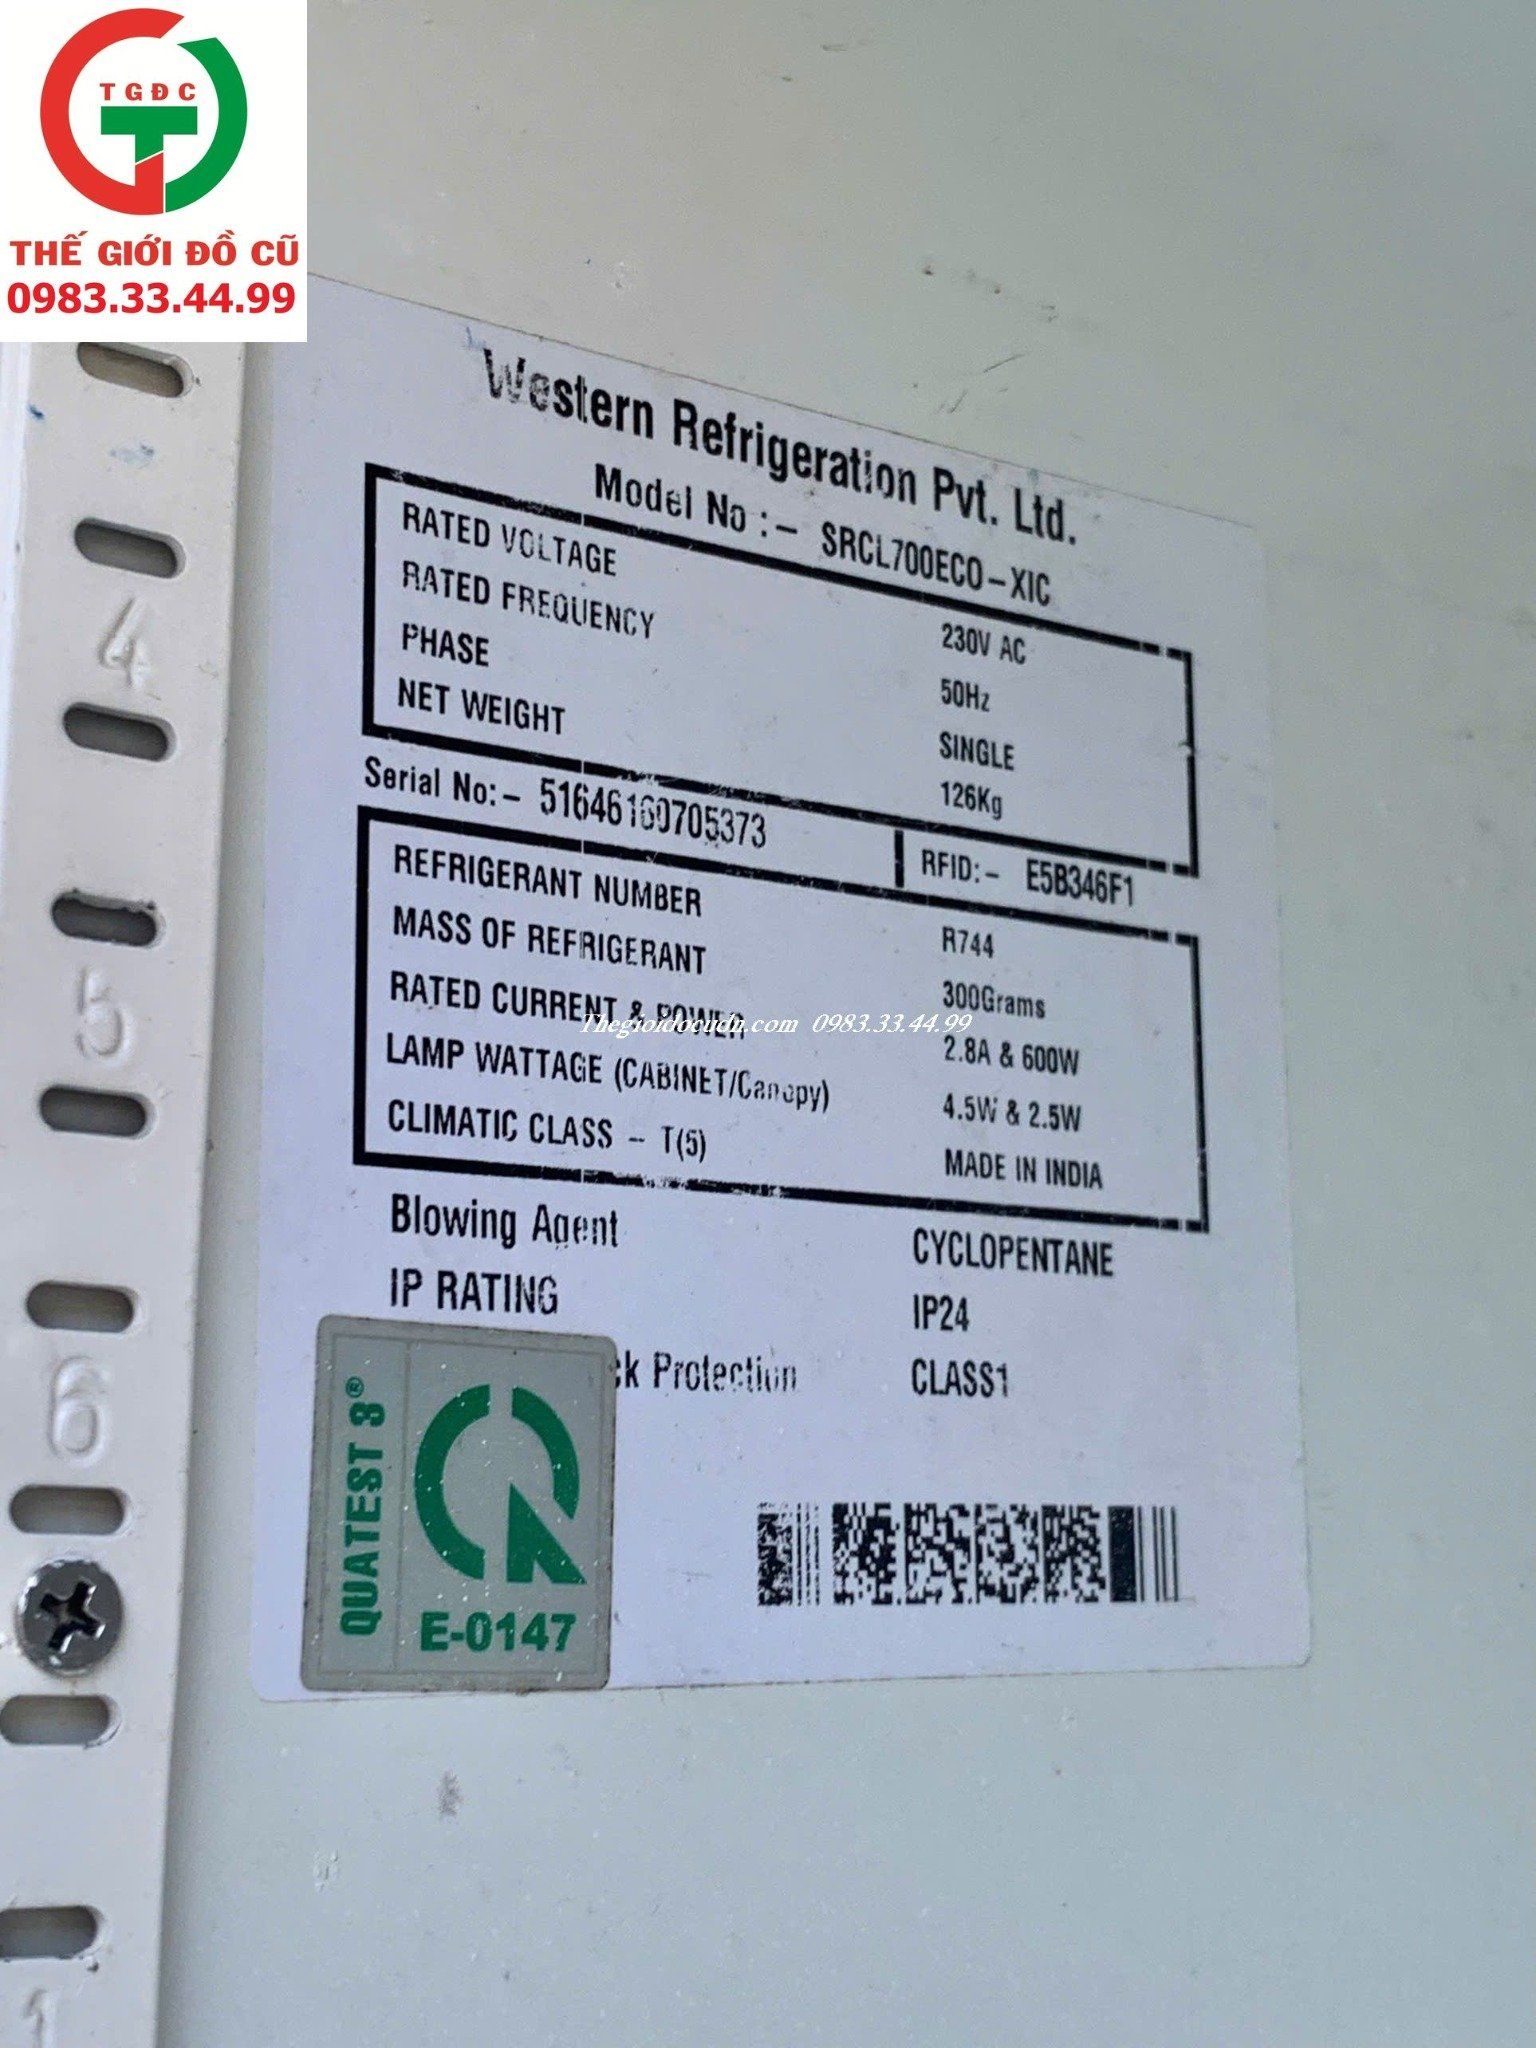 TGĐC
THẾ GIỚI ĐỒ CŨ
0983.33.44.99
Western Refrigeration Pvt. Ltd.
Model No :- SRCL700ECO-XIC
RATED VOLTAGE 230V AC
RATED FREQUENCY 50Hz
PHASE SINGLE
NET WEIGHT 126Kg
Serial No:- 51646160705373 RFID:- E5B346F1
REFRIGERANT NUMBER R744
MASS OF REFRIGERANT 300Grams
RATED CURRENT & POWER 2.8A & 600W
Thegioidocudn.com 0983.33.44.99
LAMP WATTAGE (CABINET/Canopy) 4.5W & 2.5W
CLIMATIC CLASS - T(5) MADE IN INDIA
Blowing Agent CYCLOPENTANE
IP RATING IP24
Protection CLASS1
QUATEST 3®
E-0147
4
5
6
1